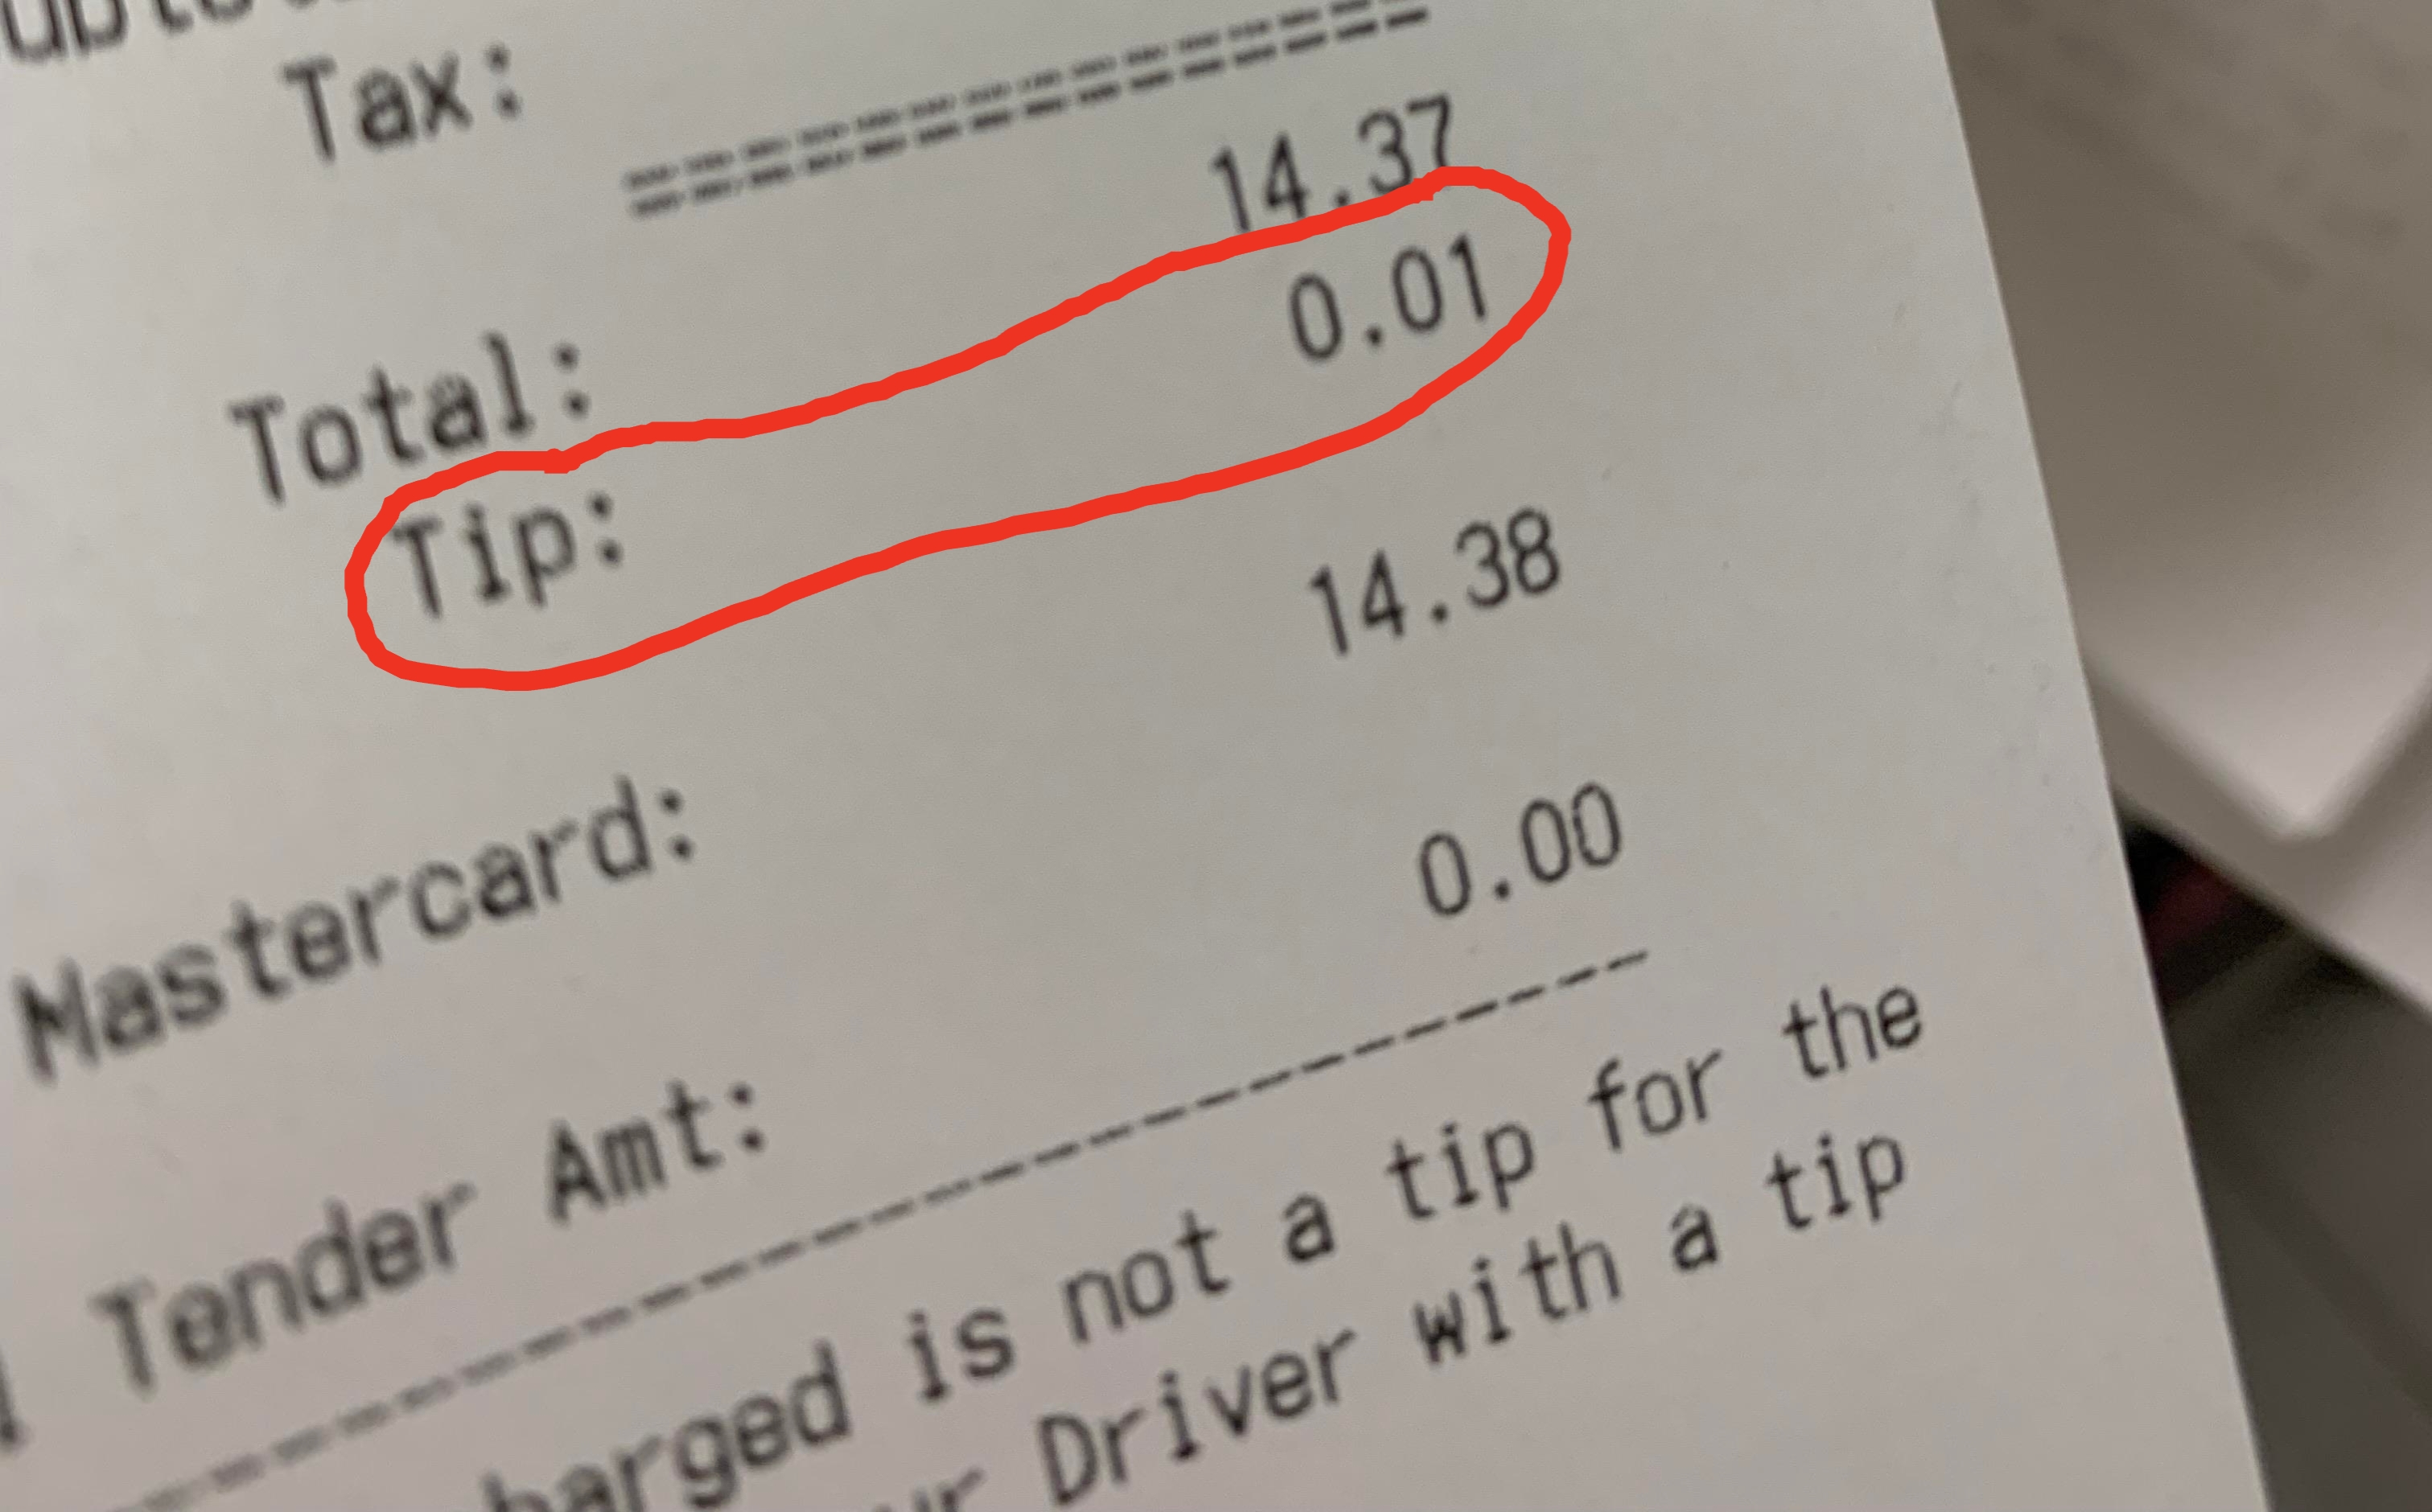 Tax:
Total: 14.37
Tip: 0.01
Mastercard: 14.38
Tender Amt: 0.00
is not a tip for the
Driver with a tip